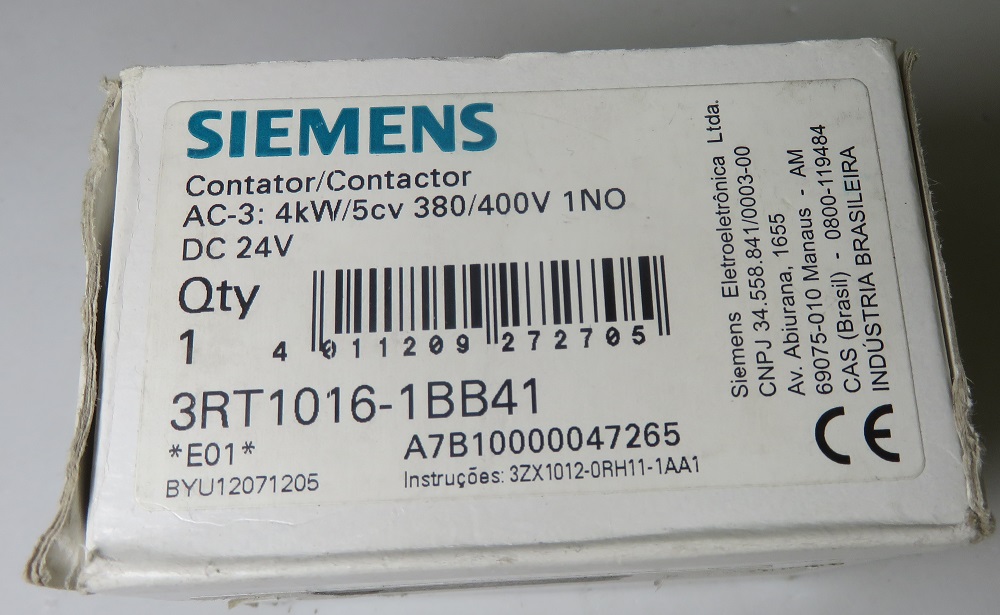 SIEMENS
Contator/Contactor
AC-3: 4kW/5cv 380/400V 1NO
DC 24V
Qty
1
4 011209 272705
3RT1016-1BB41
*E01*
A7B10000047265
BYU12071205
Instruções: 3ZX1012-0RH11-1AA1
Siemens Eletroeletrônica Ltda.
CNPJ 34.558.841/0003-00
Av. Abiurana, 1655
69075-010 Manaus - AM
CAS (Brasil) - 0800-119484
INDÚSTRIA BRASILEIRA
CE